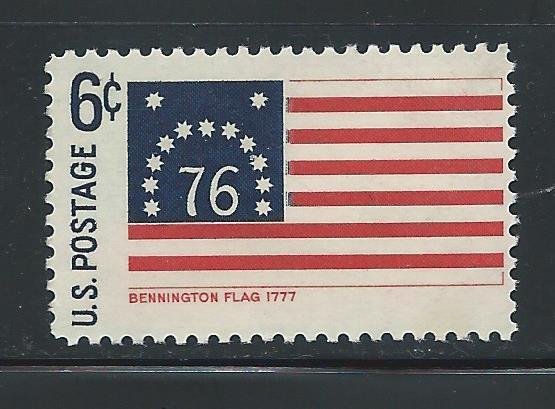 6¢
U.S. POSTAGE
76
BENNINGTON FLAG 1777